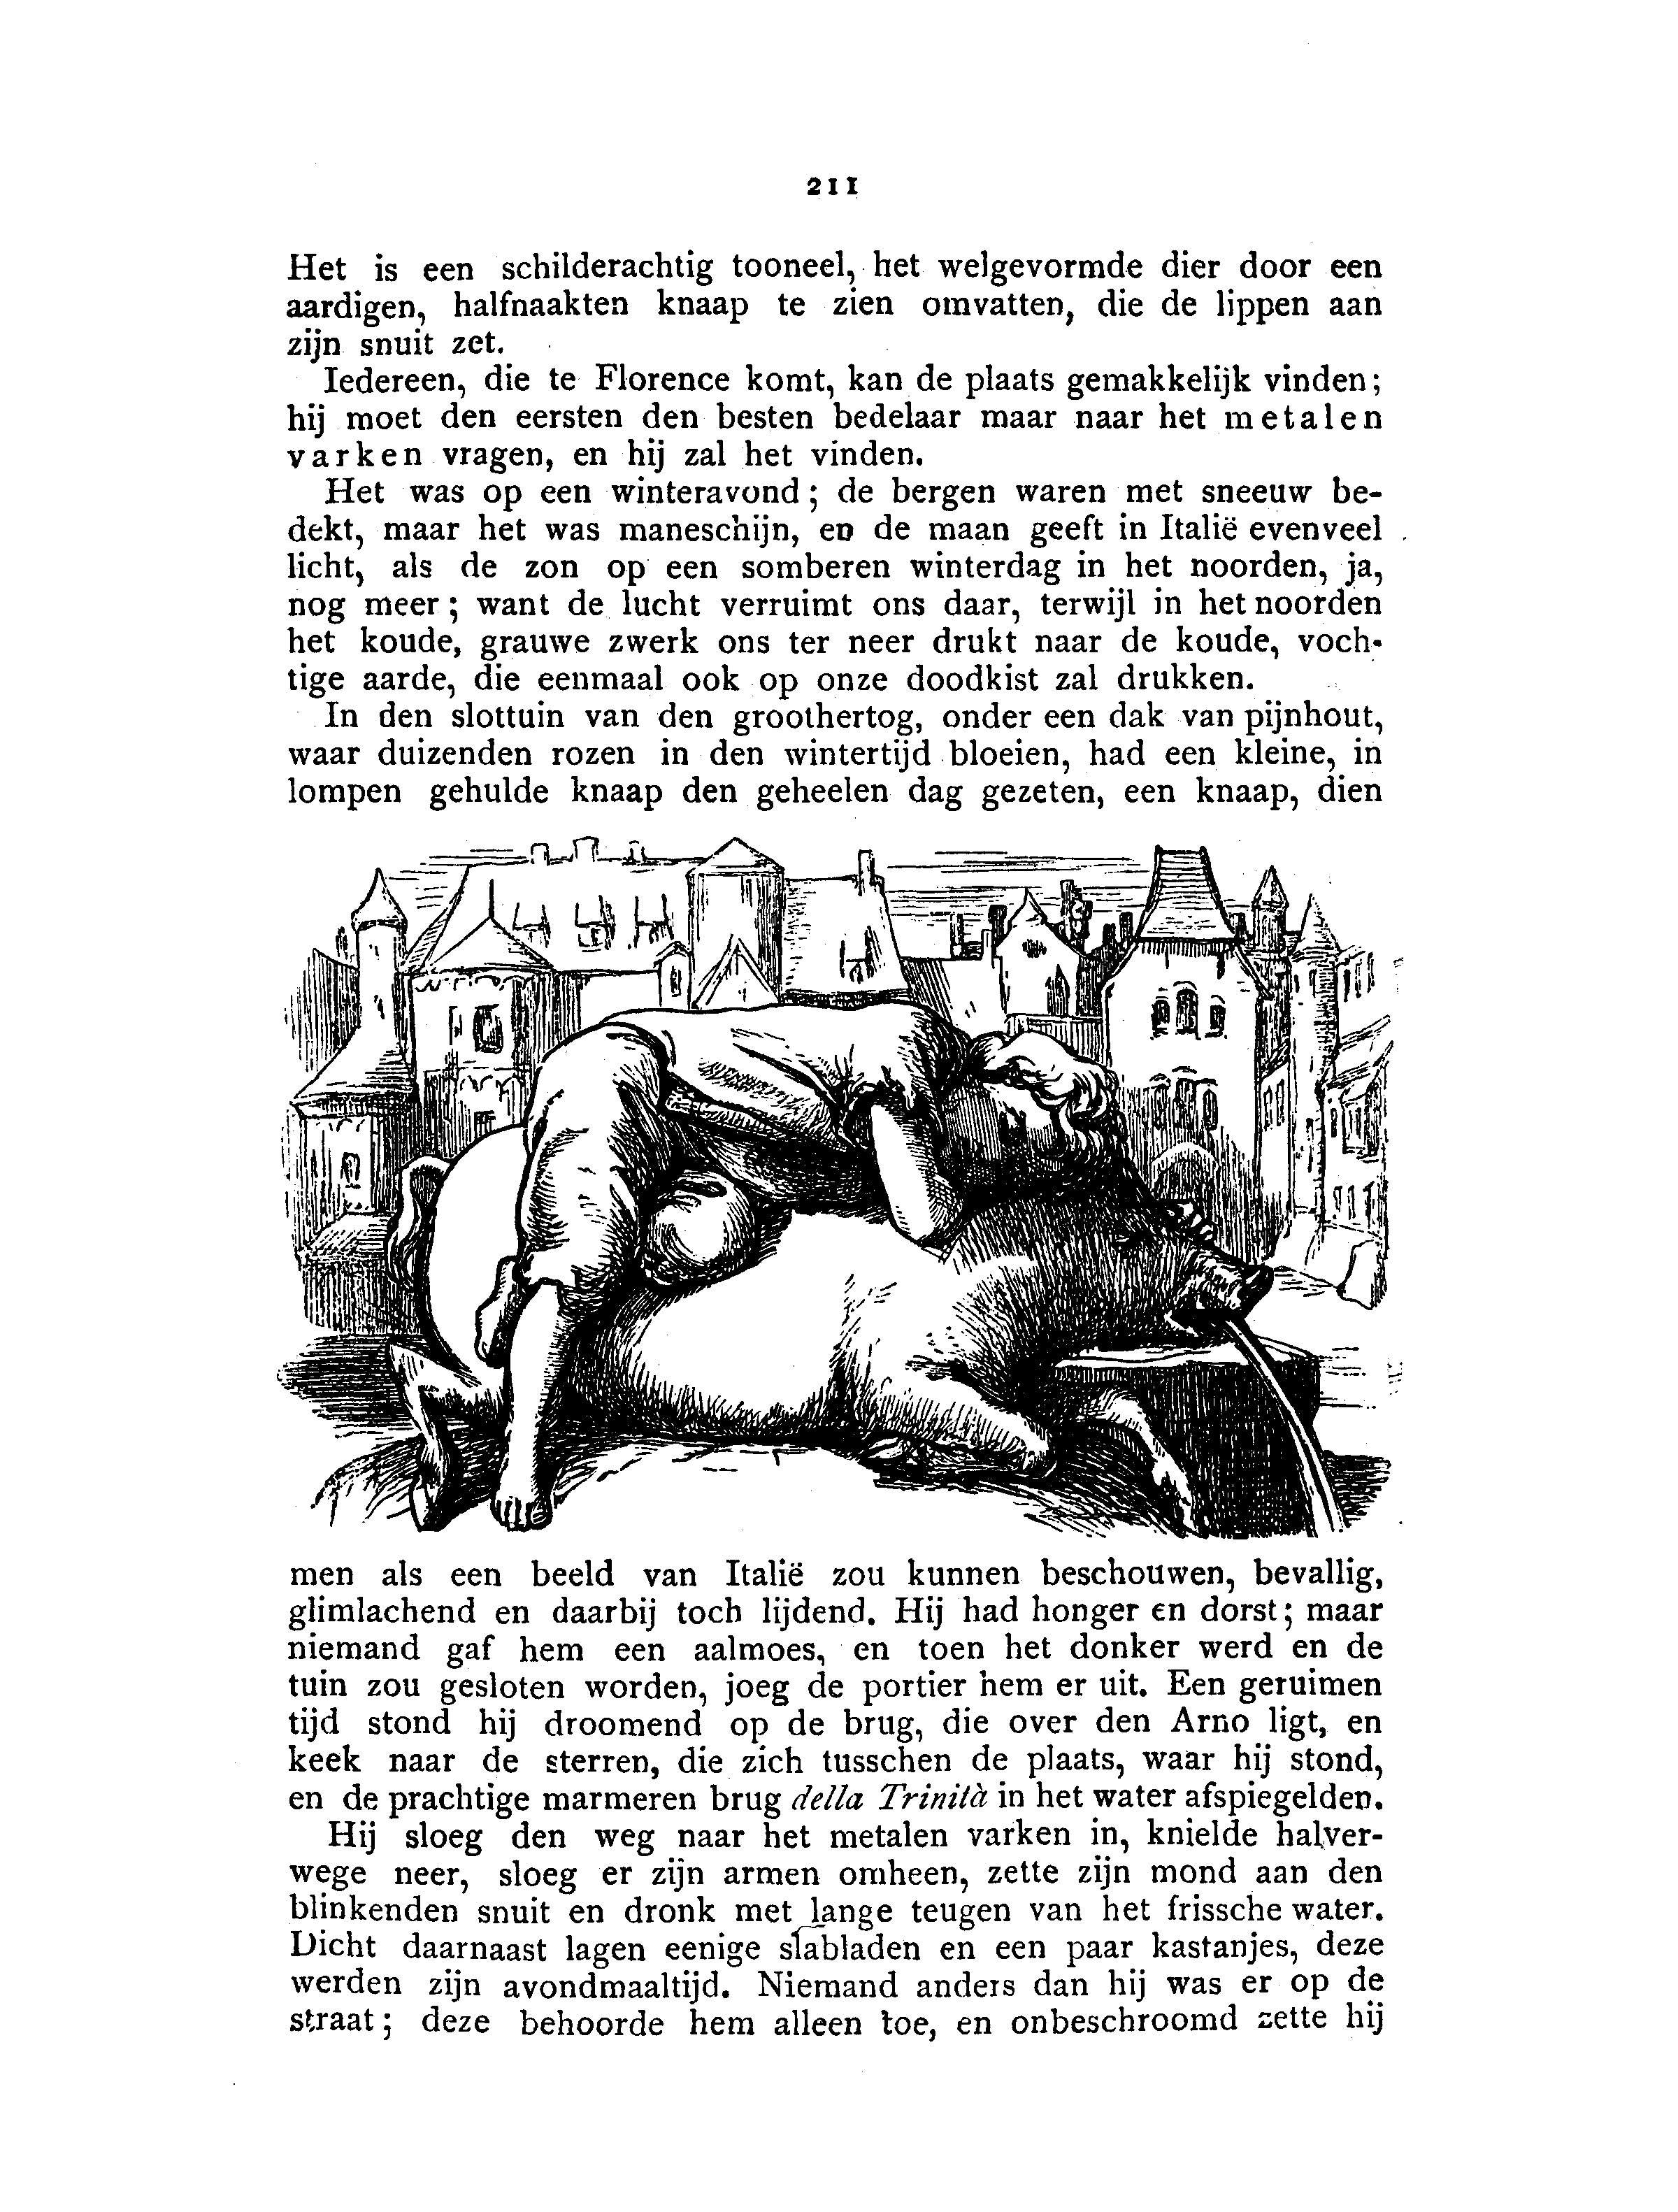 211
Het is een schilderachtig tooneel, het welgevormde dier door een
aardigen, halfnaakten knaap te zien omvatten, die de lippen aan
zijn snuit zet.
Iedereen, die te Florence komt, kan de plaats gemakkelijk vinden;
hij moet den eersten den besten bedelaar maar naar het metalen
varken vragen, en hij zal het vinden.
Het was op een winteravond; de bergen waren met sneeuw be-
dekt, maar het was maneschijn, en de maan geeft in Italië evenveel
licht, als de zon op een somberen winterdag in het noorden, ja,
nog meer; want de lucht verruimt ons daar, terwijl in het noorden
het koude, grauwe zwerk ons ter neer drukt naar de koude, voch-
tige aarde, die eenmaal ook op onze doodkist zal drukken.
In den slottuin van den groothertog, onder een dak van pijnhout,
waar duizenden rozen in den wintertijd bloeien, had een kleine, in
lompen gehulde knaap den geheelen dag gezeten, een knaap, dien
men als een beeld van Italië zou kunnen beschouwen, bevallig,
glimlachend en daarbij toch lijdend. Hij had honger en dorst; maar
niemand gaf hem een aalmoes, en toen het donker werd en de
tuin zou gesloten worden, joeg de portier hem er uit. Een geruimen
tijd stond hij droomend op de brug, die over den Arno ligt, en
keek naar de sterren, die zich tusschen de plaats, waar hij stond,
en de prachtige marmeren brug della Trinità in het water afspiegelden.
Hij sloeg den weg naar het metalen varken in, knielde halver-
wege neer, sloeg er zijn armen omheen, zette zijn mond aan den
blinkenden snuit en dronk met lange teugen van het frissche water.
Dicht daarnaast lagen eenige slabladen en een paar kastanjes, deze
werden zijn avondmaaltijd. Niemand anders dan hij was er op de
straat; deze behoorde hem alleen toe, en onbeschroomd zette hij